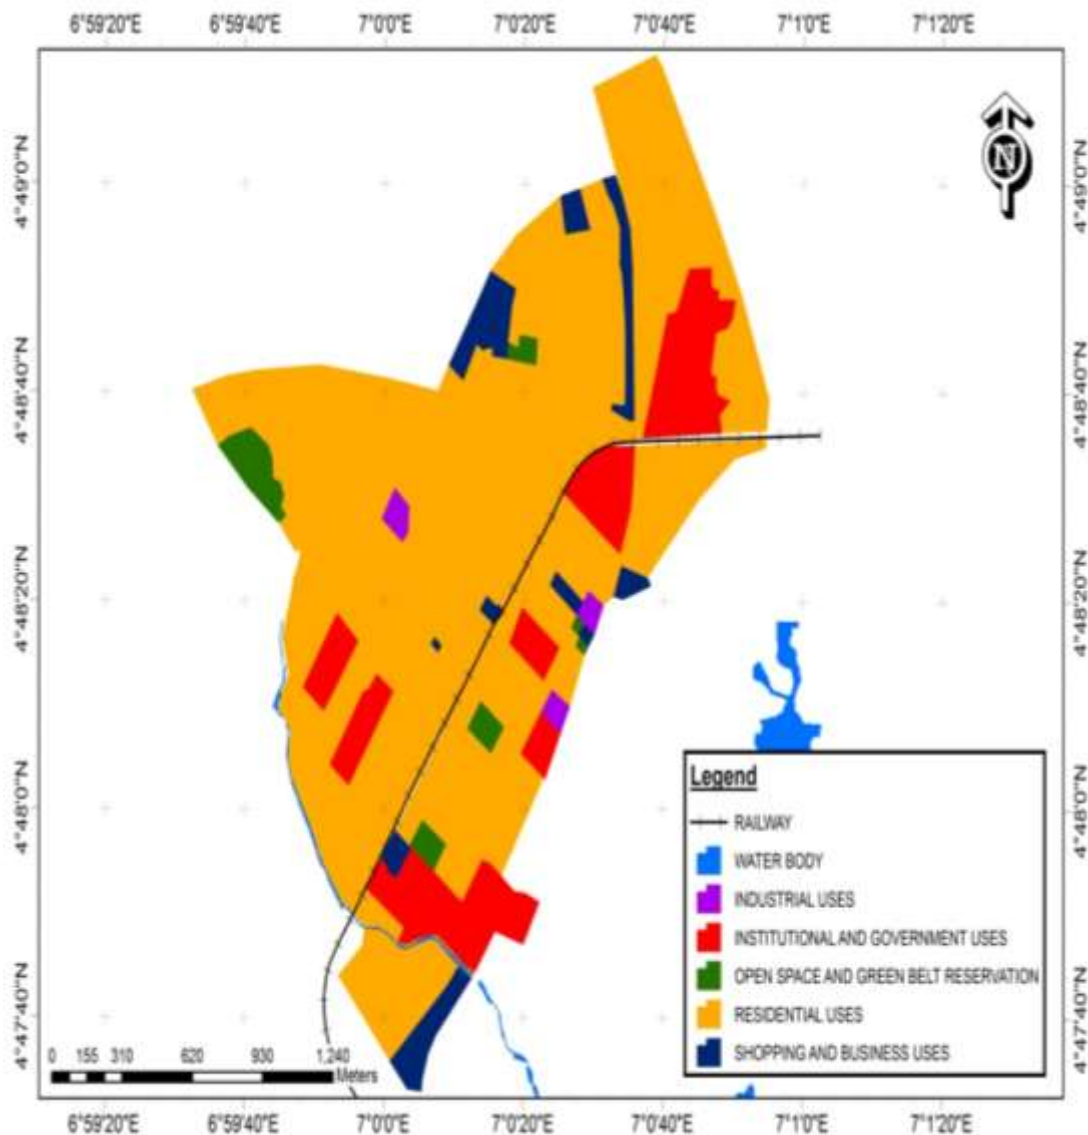 6°59'20"E 6°59'40"E 7°0'0"E 7°0'20"E 7°0'40"E 7°1'0"E 7°1'20"E
N
4°49'0"N 4°49'0"N
4°48'40"N 4°48'40"N
4°48'20"N 4°48'20"N
4°48'0"N 4°48'0"N
4°47'40"N 4°47'40"N
Legend
RAILWAY
WATER BODY
INDUSTRIAL USES
INSTITUTIONAL AND GOVERNMENT USES
OPEN SPACE AND GREEN BELT RESERVATION
RESIDENTIAL USES
SHOPPING AND BUSINESS USES
0 155 310 620 930 1,240
Meters
6°59'20"E 6°59'40"E 7°0'0"E 7°0'20"E 7°0'40"E 7°1'0"E 7°1'20"E